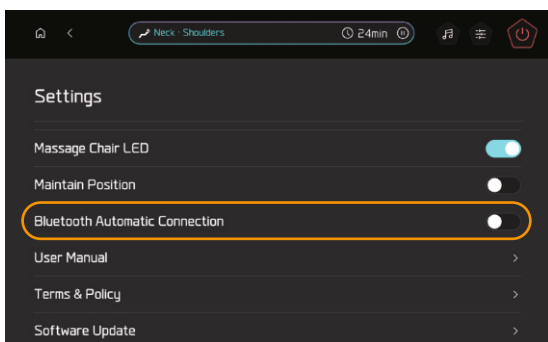 Neck · Shoulders 24min
Settings
Massage Chair LED
Maintain Position
Bluetooth Automatic Connection
User Manual
Terms & Policy
Software Update